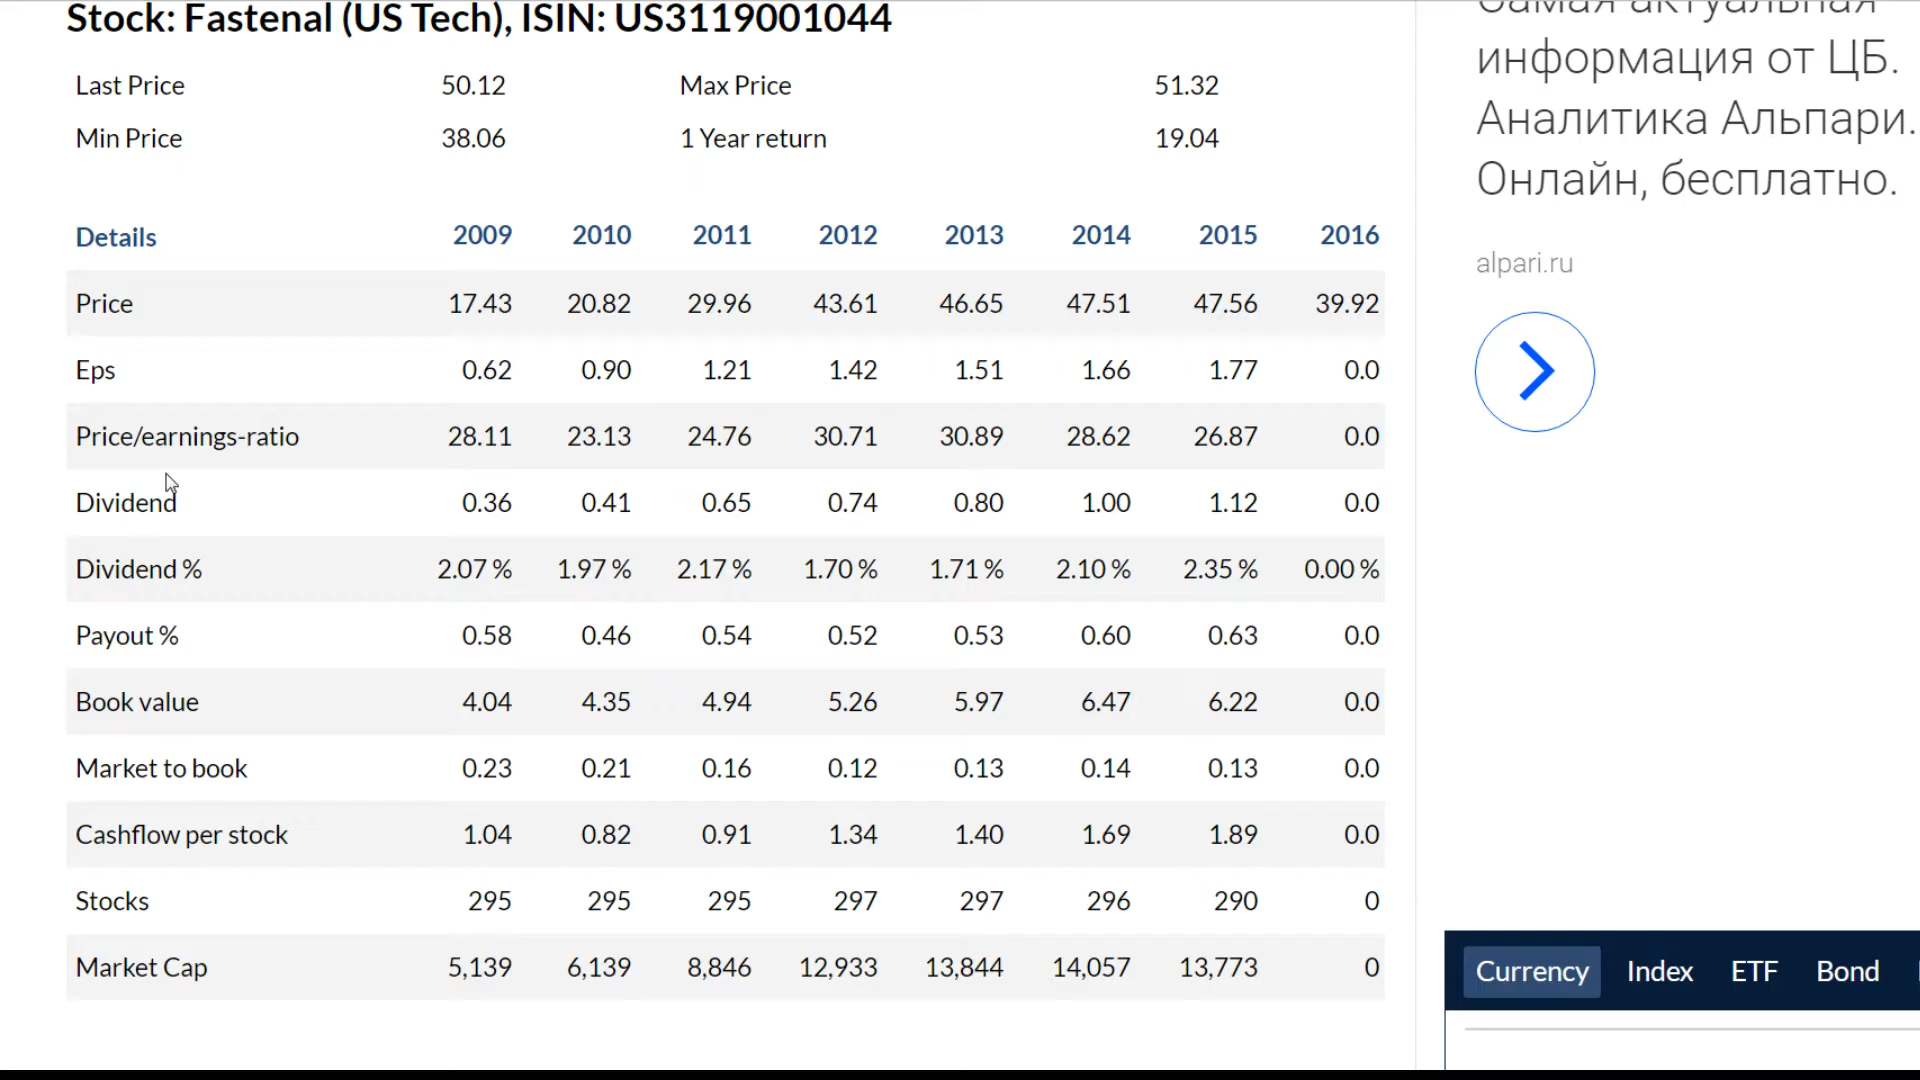 Stock: Fastenal (US Tech), ISIN: US3119001044
Last Price 50.12 Max Price 51.32
Min Price 38.06 1 Year return 19.04
Details 2009 2010 2011 2012 2013 2014 2015 2016
Price 17.43 20.82 29.96 43.61 46.65 47.51 47.56 39.92
Eps 0.62 0.90 1.21 1.42 1.51 1.66 1.77 0.0
Price/earnings-ratio 28.11 23.13 24.76 30.71 30.89 28.62 26.87 0.0
Dividend 0.36 0.41 0.65 0.74 0.80 1.00 1.12 0.0
Dividend % 2.07 % 1.97 % 2.17 % 1.70 % 1.71 % 2.10 % 2.35 % 0.00 %
Payout % 0.58 0.46 0.54 0.52 0.53 0.60 0.63 0.0
Book value 4.04 4.35 4.94 5.26 5.97 6.47 6.22 0.0
Market to book 0.23 0.21 0.16 0.12 0.13 0.14 0.13 0.0
Cashflow per stock 1.04 0.82 0.91 1.34 1.40 1.69 1.89 0.0
Stocks 295 295 295 297 297 296 290 0
Market Cap 5,139 6,139 8,846 12,933 13,844 14,057 13,773 0
Самая актуальная
информация от ЦБ.
Аналитика Альпари.
Онлайн, бесплатно.
alpari.ru
Currency Index ETF Bond